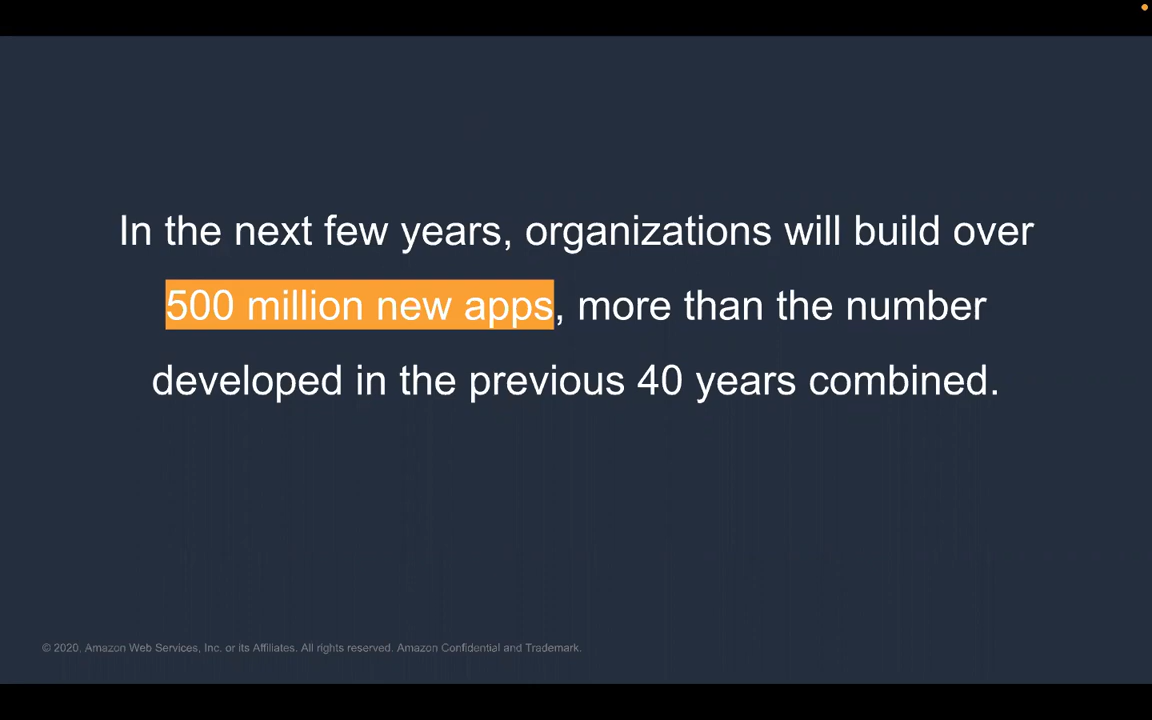 In the next few years, organizations will build over
500 million new apps, more than the number
developed in the previous 40 years combined.
© 2020, Amazon Web Services, Inc. or its Affiliates. All rights reserved. Amazon Confidential and Trademark.